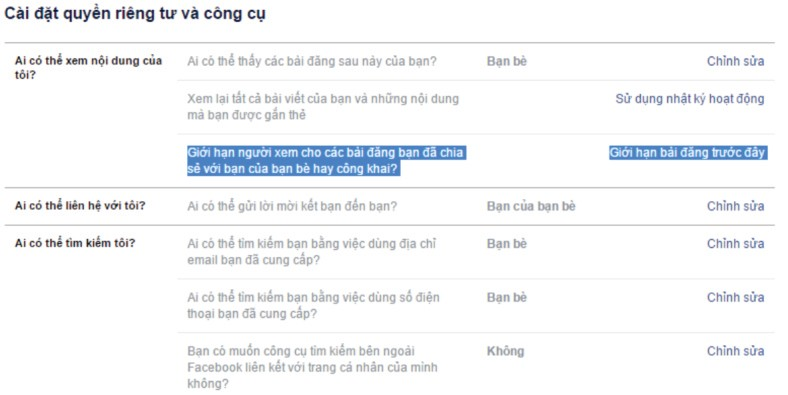 Cài đặt quyền riêng tư và công cụ
Ai có thể xem nội dung của tôi?
Ai có thể thấy các bài đăng sau này của bạn? Bạn bè Chỉnh sửa
Xem lại tất cả bài viết của bạn và những nội dung mà bạn được gắn thẻ Sử dụng nhật ký hoạt động
Giới hạn người xem cho các bài đăng bạn đã chia sẻ với bạn của bạn bè hay công khai? Giới hạn bài đăng trước đây
Ai có thể liên hệ với tôi? Ai có thể gửi lời mời kết bạn đến bạn? Bạn của bạn bè Chỉnh sửa
Ai có thể tìm kiếm tôi?
Ai có thể tìm kiếm bạn bằng việc dùng địa chỉ email bạn đã cung cấp? Bạn bè Chỉnh sửa
Ai có thể tìm kiếm bạn bằng việc dùng số điện thoại bạn đã cung cấp? Bạn bè Chỉnh sửa
Bạn có muốn công cụ tìm kiếm bên ngoài Facebook liên kết với trang cá nhân của mình không? Không Chỉnh sửa